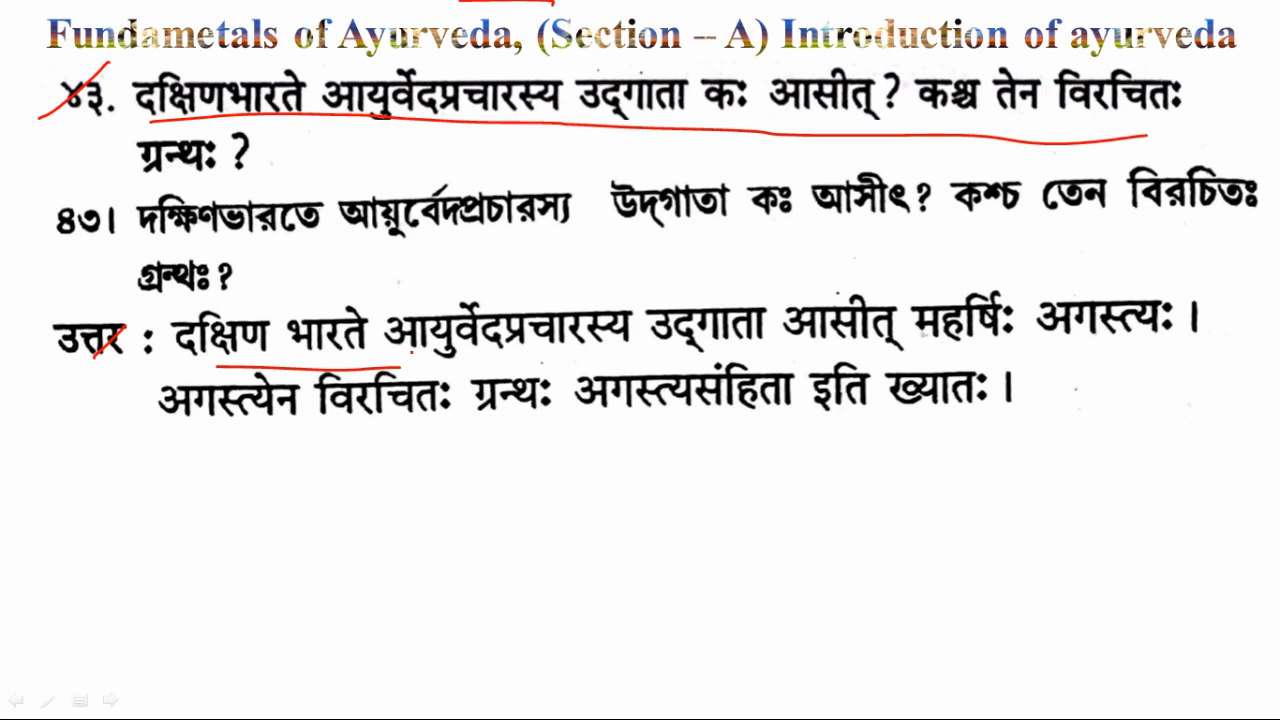 Fundametals of Ayurveda, (Section – A) Introduction of ayurveda
४३. दक्षिणभारते आयुर्वेदप्रचारस्य उद्‌गाता कः आसीत् ? कश्च तेन विरचितः
ग्रन्थः ?
৪৩। দক্ষিণভারতে আয়ূর্বেদপ্রচারস্য উদ্‌গাতা কঃ আসীৎ ? কশ্চ তেন বিরচিতঃ
গ্রন্থঃ ?
उत्तर : दक्षिण भारते आयुर्वेदप्रचारस्य उद्‌गाता आसीत् महर्षिः अगस्त्यः ।
अगस्त्येन विरचितः ग्रन्थः अगस्त्यसंहिता इति ख्यातः ।